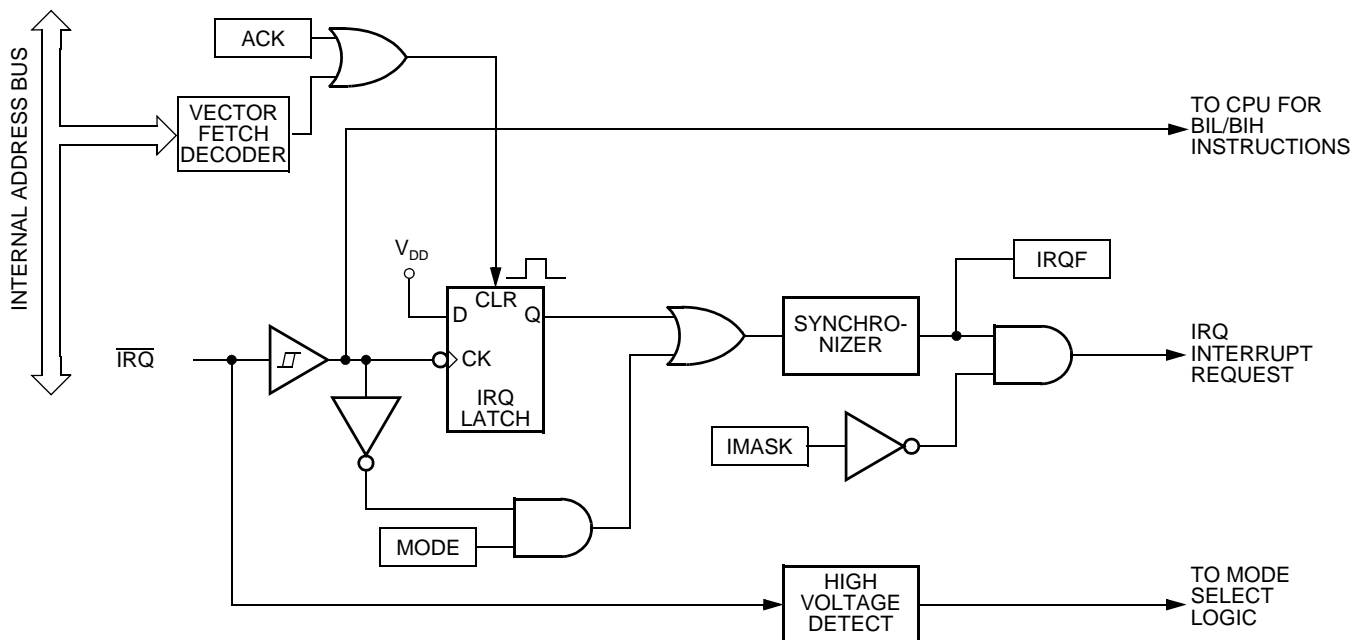 INTERNAL ADDRESS BUS
ACK
VECTOR
FETCH
DECODER
TO CPU FOR
BIL/BIH
INSTRUCTIONS
VDD
CLR
D
Q
CK
IRQ
LATCH
IRQ
SYNCHRO-
NIZER
IRQF
IRQ
INTERRUPT
REQUEST
IMASK
MODE
HIGH
VOLTAGE
DETECT
TO MODE
SELECT
LOGIC